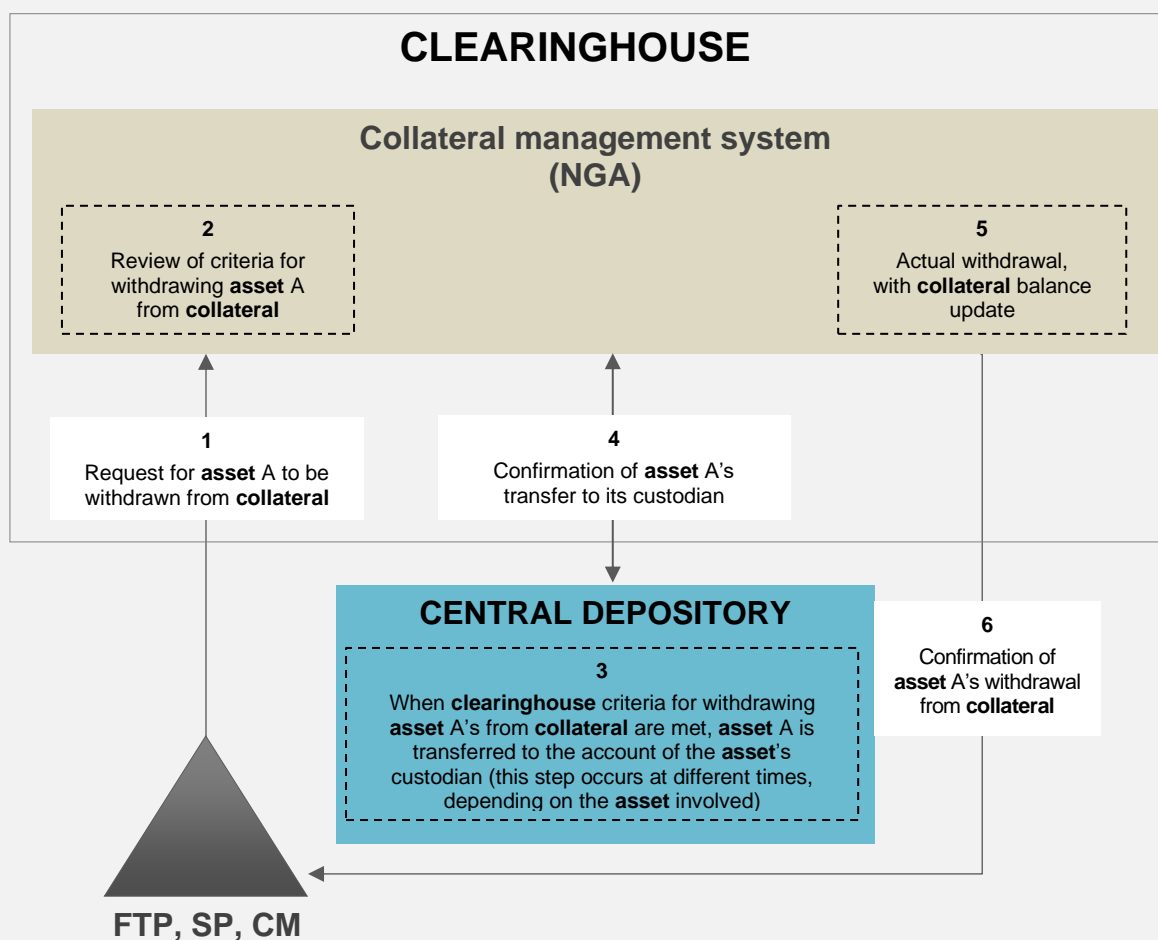 CLEARINGHOUSE
Collateral management system
(NGA)
2
Review of criteria for
withdrawing asset A
from collateral
5
Actual withdrawal,
with collateral balance
update
1
Request for asset A to be
withdrawn from collateral
4
Confirmation of asset A's
transfer to its custodian
CENTRAL DEPOSITORY
3
When clearinghouse criteria for withdrawing
asset A's from collateral are met, asset A is
transferred to the account of the asset's
custodian (this step occurs at different times,
depending on the asset involved)
6
Confirmation of
asset A's withdrawal
from collateral
FTP, SP, CM